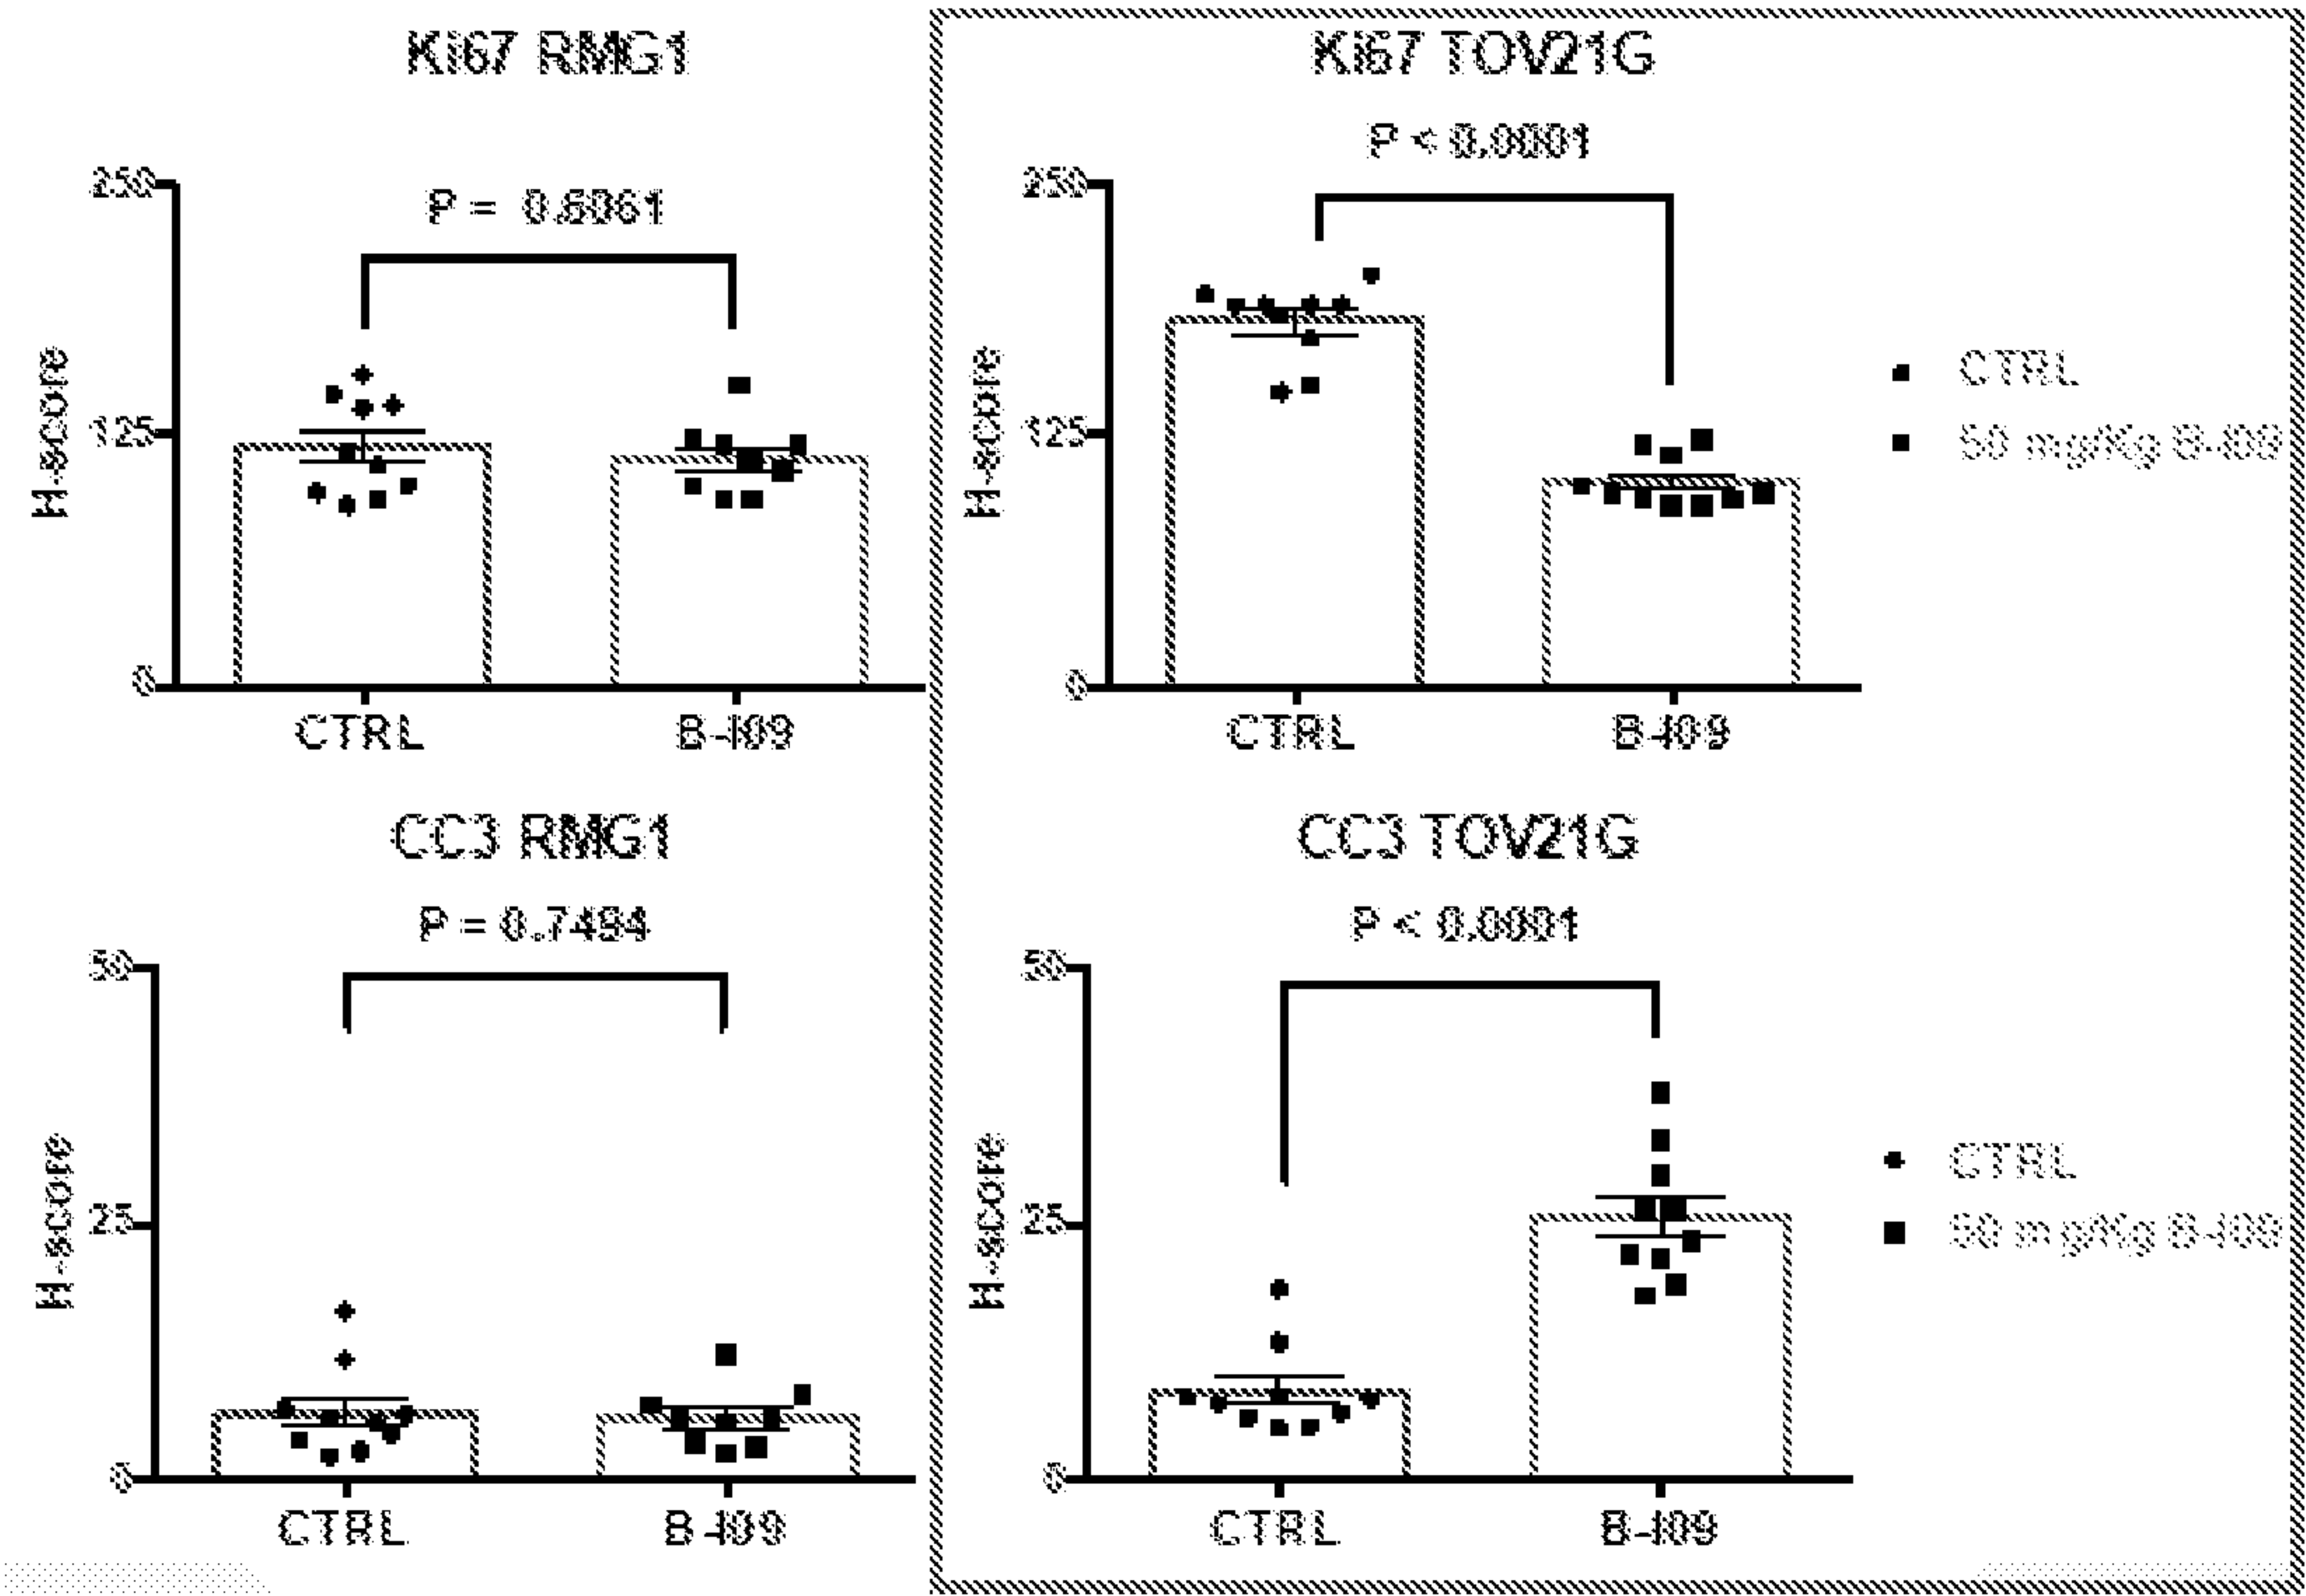 Ki67 RMG1
P = 0.6061
250
125
0
H-score
CTRL
B-I09
Ki67 TOV21G
P < 0.0001
250
125
0
H-score
CTRL
B-I09
CTRL
50 mg/Kg B-I09
CC3 RMG1
P = 0.7494
50
25
0
H-score
CTRL
B-I09
CC3 TOV21G
P < 0.0001
50
25
0
H-score
CTRL
B-I09
CTRL
50 mg/Kg B-I09